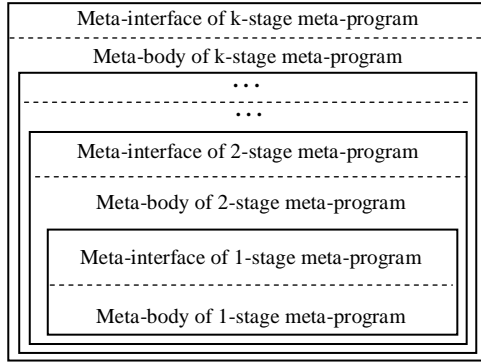 Meta-interface of k-stage meta-program
Meta-body of k-stage meta-program
...
...
Meta-interface of 2-stage meta-program
Meta-body of 2-stage meta-program
Meta-interface of 1-stage meta-program
Meta-body of 1-stage meta-program